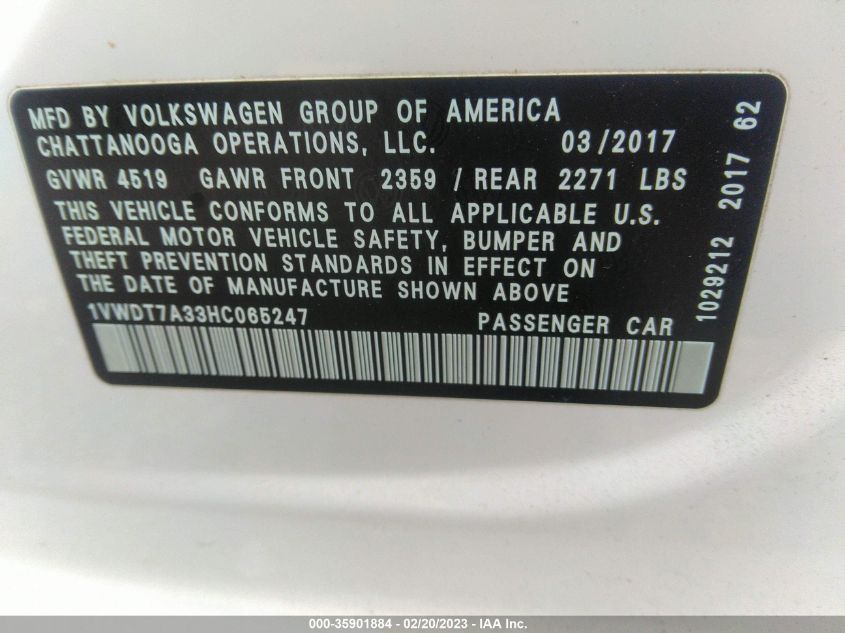 MFD BY VOLKSWAGEN GROUP OF AMERICA
CHATTANOOGA OPERATIONS, LLC. 03/2017
GVWR 4519 GAWR FRONT 2359 / REAR 2271 LBS
THIS VEHICLE CONFORMS TO ALL APPLICABLE U.S.
FEDERAL MOTOR VEHICLE SAFETY, BUMPER AND
THEFT PREVENTION STANDARDS IN EFFECT ON
THE DATE OF MANUFACTURE SHOWN ABOVE
1VWDT7A33HC065247 PASSENGER CAR
1029212 2017 62
000-35901884 - 02/20/2023 - IAA Inc.